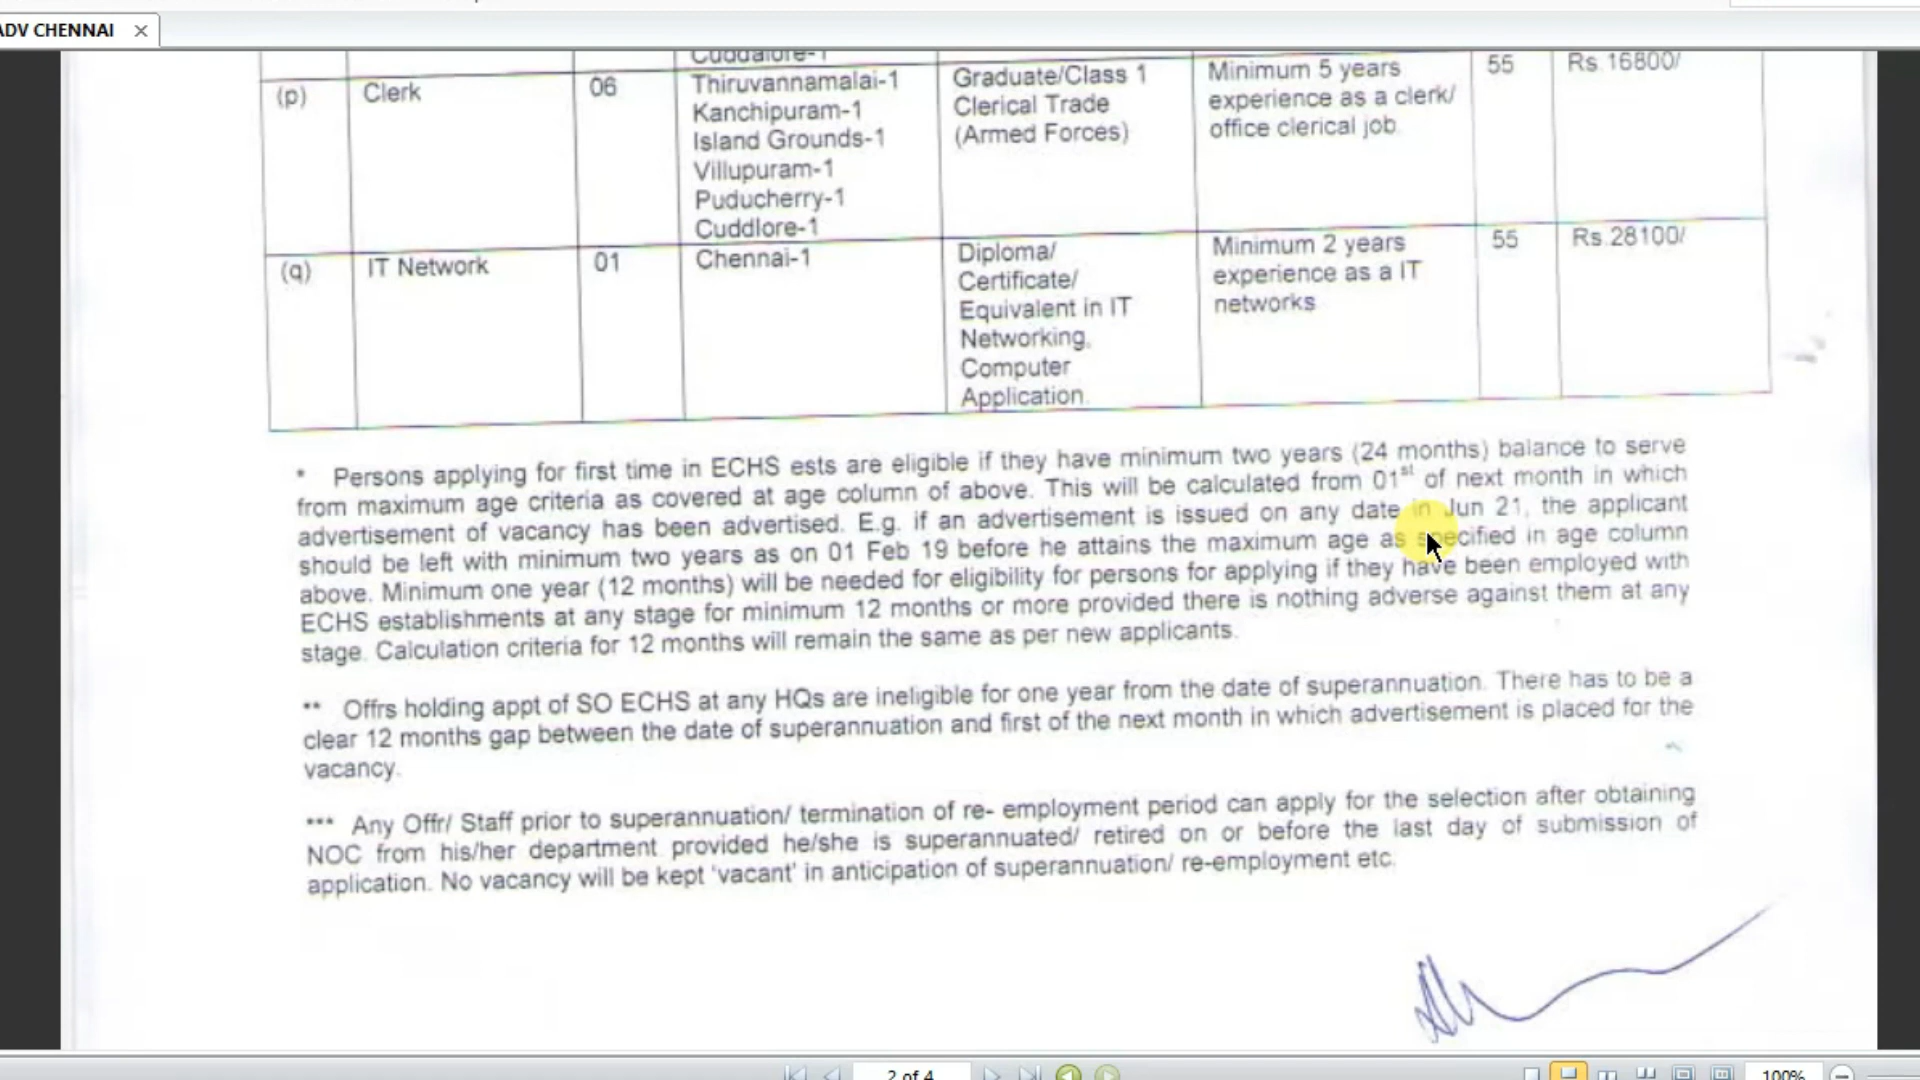 ADV CHENNAI
Cuddalore-1
(p) Clerk 06 Thiruvannamalai-1 Graduate/Class 1 Minimum 5 years 55 Rs.16800/
Kanchipuram-1 Clerical Trade experience as a clerk/
Island Grounds-1 (Armed Forces) office clerical job
Villupuram-1
Puducherry-1
Cuddlore-1
(q) IT Network 01 Chennai-1 Diploma/ Minimum 2 years 55 Rs.28100/
Certificate/ experience as a IT
Equivalent in IT networks
Networking,
Computer
Application.
* Persons applying for first time in ECHS ests are eligible if they have minimum two years (24 months) balance to serve
from maximum age criteria as covered at age column of above. This will be calculated from 01st of next month in which
advertisement of vacancy has been advertised. E.g. if an advertisement is issued on any date in Jun 21, the applicant
should be left with minimum two years as on 01 Feb 19 before he attains the maximum age as specified in age column
above. Minimum one year (12 months) will be needed for eligibility for persons for applying if they have been employed with
ECHS establishments at any stage for minimum 12 months or more provided there is nothing adverse against them at any
stage. Calculation criteria for 12 months will remain the same as per new applicants.
** Offrs holding appt of SO ECHS at any HQs are ineligible for one year from the date of superannuation. There has to be a
clear 12 months gap between the date of superannuation and first of the next month in which advertisement is placed for the
vacancy.
*** Any Offr/ Staff prior to superannuation/ termination of re- employment period can apply for the selection after obtaining
NOC from his/her department provided he/she is superannuated/ retired on or before the last day of submission of
application. No vacancy will be kept 'vacant' in anticipation of superannuation/ re-employment etc.
2 of 4
100%